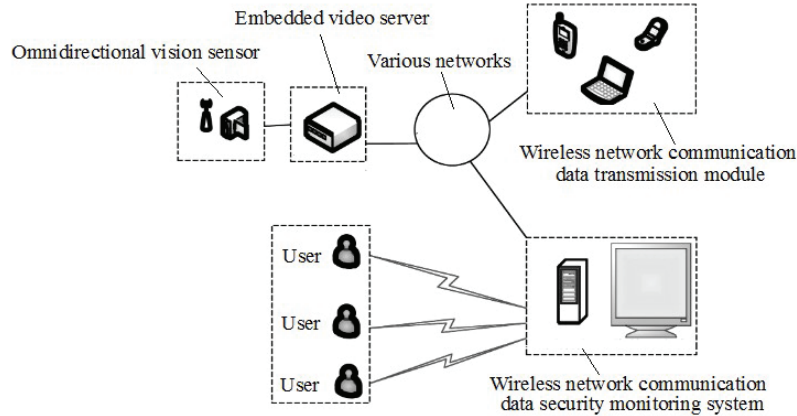 Embedded video server
Omnidirectional vision sensor
Various networks
Wireless network communication
data transmission module
User
User
User
Wireless network communication
data security monitoring system